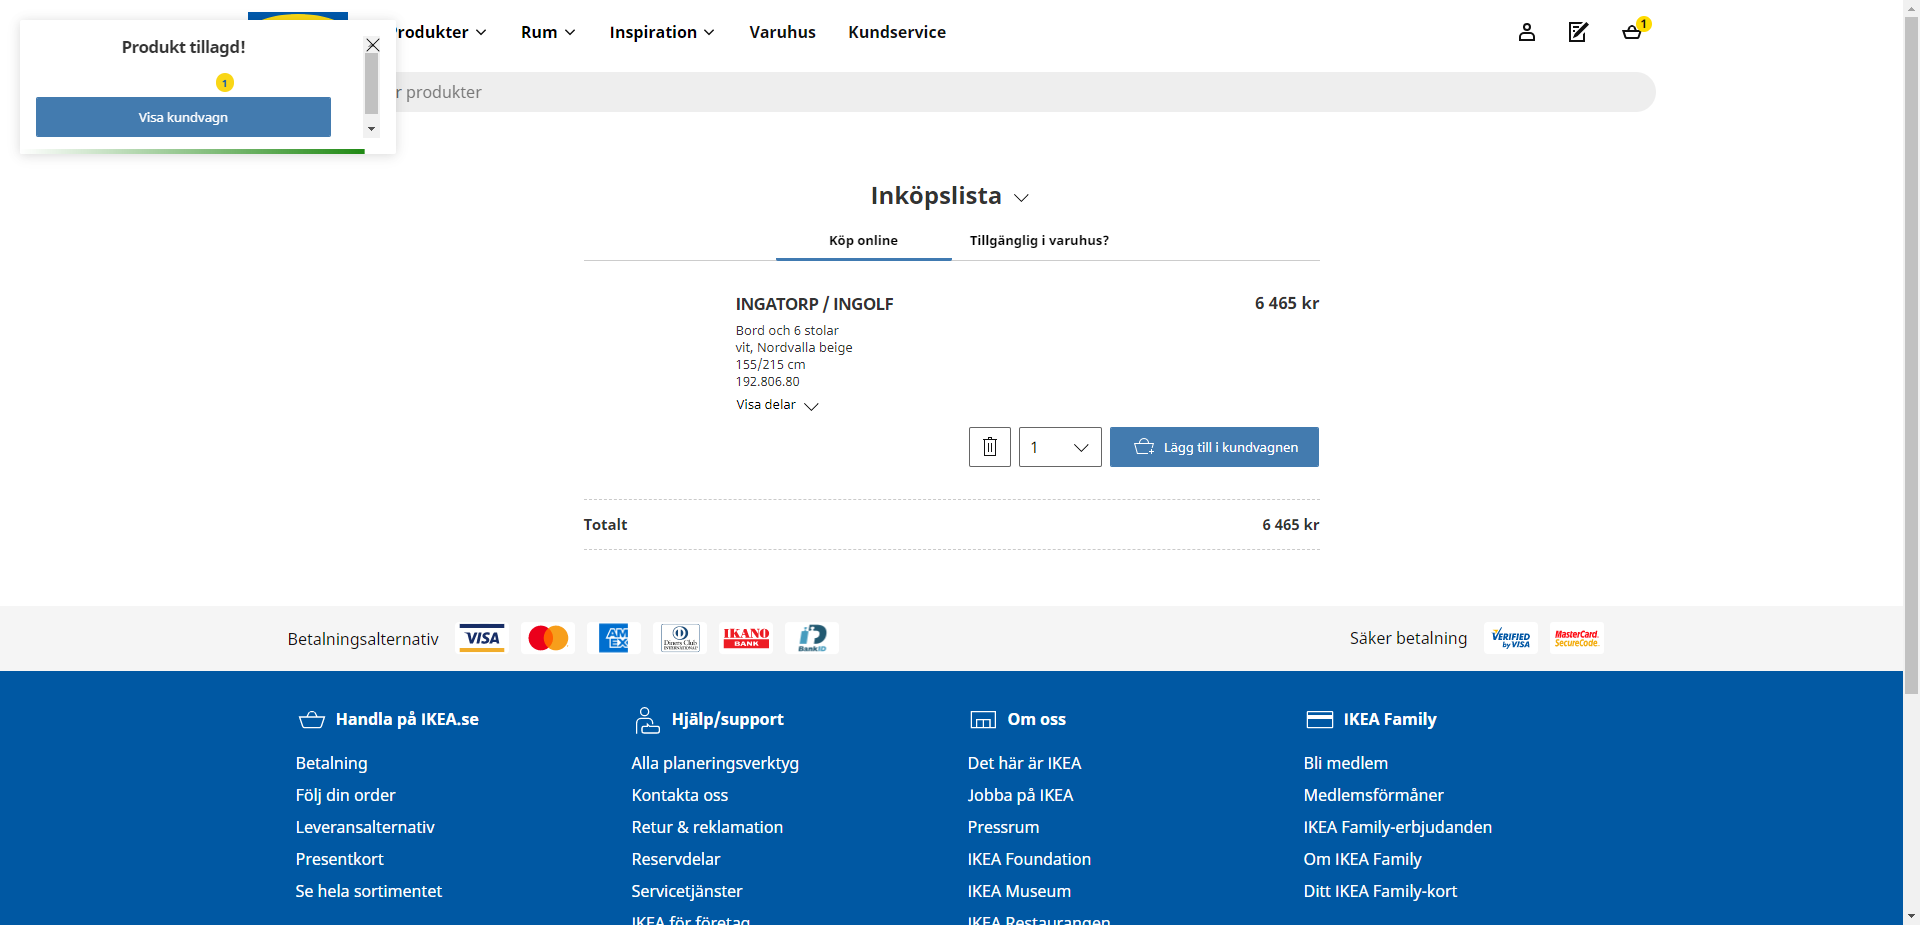 Produkt tillagd!
1
Visa kundvagn
Produkter
Rum
Inspiration
Varuhus
Kundservice
1
produkter
Inköpslista
Köp online
Tillgänglig i varuhus?
INGATORP / INGOLF
6 465 kr
Bord och 6 stolar
vit, Nordvalla beige
155/215 cm
192.806.80
Visa delar
1
Lägg till i kundvagnen
Totalt
6 465 kr
Betalningsalternativ
VISA
AMEX
Diners Club
INTERNATIONAL
IKANO
BANK
BankID
Säker betalning
VERIFIED
by VISA
MasterCard.
SecureCode.
Handla på IKEA.se
Betalning
Följ din order
Leveransalternativ
Presentkort
Se hela sortimentet
Hjälp/support
Alla planeringsverktyg
Kontakta oss
Retur & reklamation
Reservdelar
Servicetjänster
IKEA för företag
Om oss
Det här är IKEA
Jobba på IKEA
Pressrum
IKEA Foundation
IKEA Museum
IKEA Restaurangen
IKEA Family
Bli medlem
Medlemsförmåner
IKEA Family-erbjudanden
Om IKEA Family
Ditt IKEA Family-kort